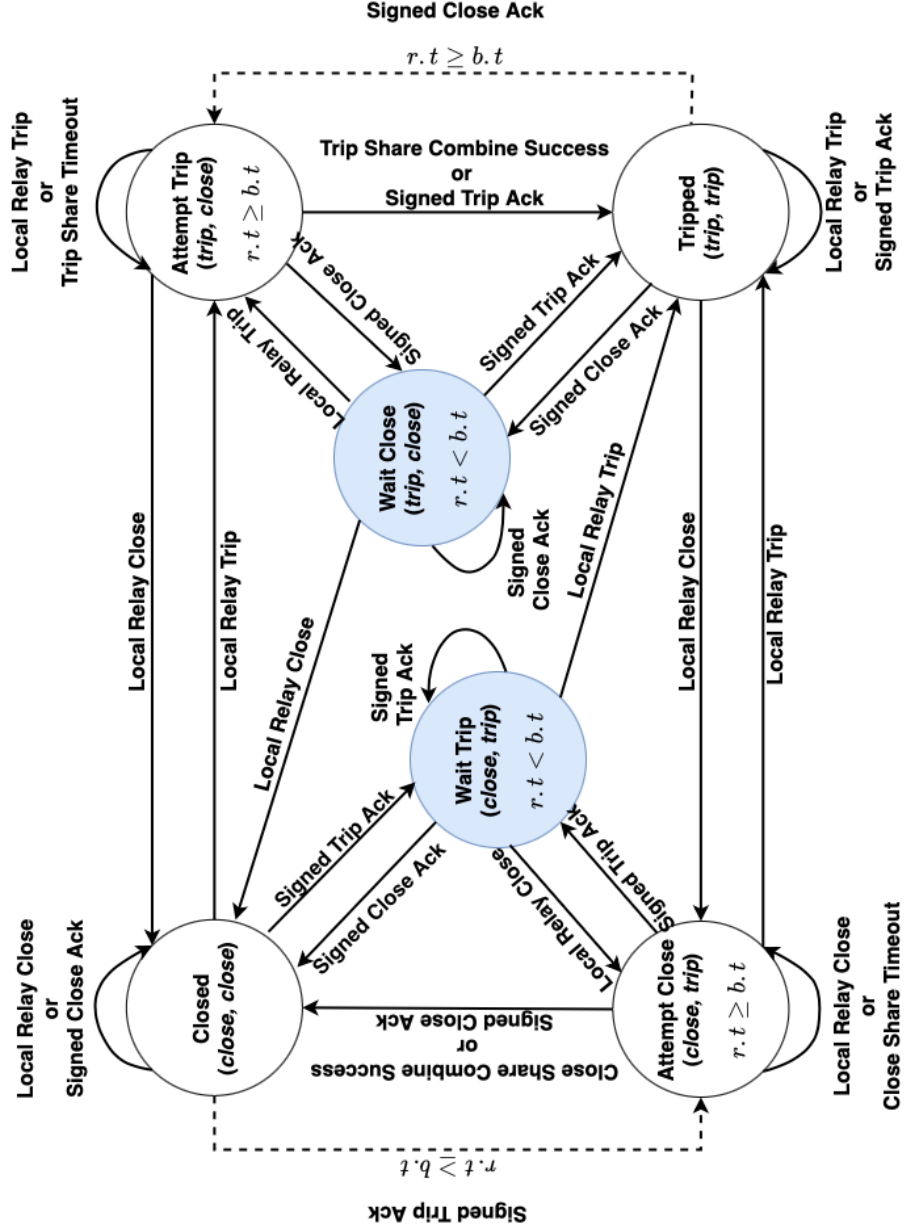 Signed Close Ack
r.t ≥ b.t
Local Relay Trip
or
Trip Share Timeout
Attempt Trip
(trip, close)
r.t ≥ b.t
Trip Share Combine Success
or
Signed Trip Ack
Tripped
(trip, trip)
Local Relay Trip
or
Signed Trip Ack
Signed Close Ack
Local Relay Trip
Signed Trip Ack
Signed Close Ack
Wait Close
(trip, close)
r.t < b.t
Signed
Close Ack
Local Relay Close
Local Relay Trip
Local Relay Close
Local Relay Trip
Local Relay Close
Local Relay Trip
Signed
Trip Ack
Wait Trip
(close, trip)
r.t < b.t
Signed Trip Ack
Signed Close Ack
Local Relay Close
Signed Trip Ack
Local Relay Close
or
Signed Close Ack
Closed
(close, close)
Signed Close Ack
or
Close Share Combine Success
Attempt Close
(close, trip)
r.t ≥ b.t
Local Relay Close
or
Close Share Timeout
r.t ≥ b.t
Signed Trip Ack